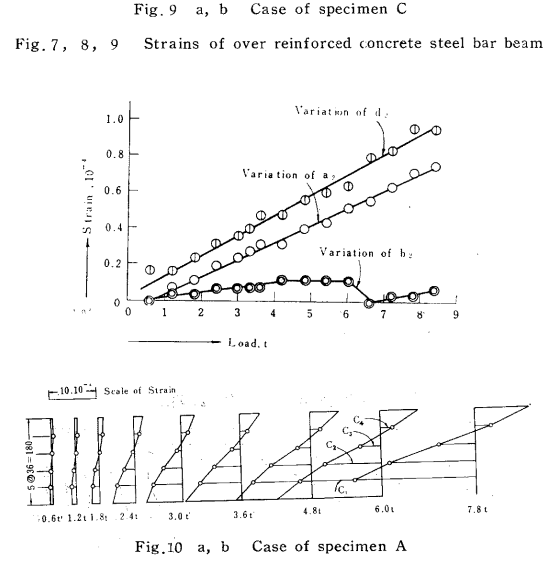 Fig.9 a, b Case of specimen C
Fig.7, 8, 9 Strains of over reinforced concrete steel bar beam
1.0
0.8
0.6
0.4
0.2
0
Strain
Variation of d₂
Variation of a₂
Variation of b₂
0 1 2 3 4 5 6 7 8 9
Load, t
10.10⁻⁴ Scale of Strain
5@36=180
C₄
C₃
C₂
C₁
0.6t 1.2t 1.8t 2.4t 3.0t 3.6t 4.8t 6.0t 7.8t
Fig.10 a, b Case of specimen A